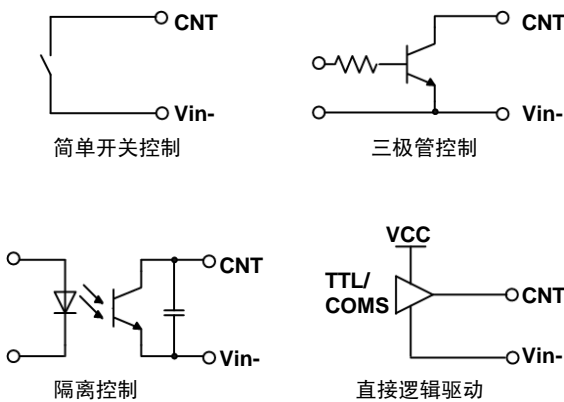 CNT
Vin-
简单开关控制
CNT
Vin-
三极管控制
CNT
Vin-
隔离控制
VCC
TTL/
COMS
CNT
Vin-
直接逻辑驱动